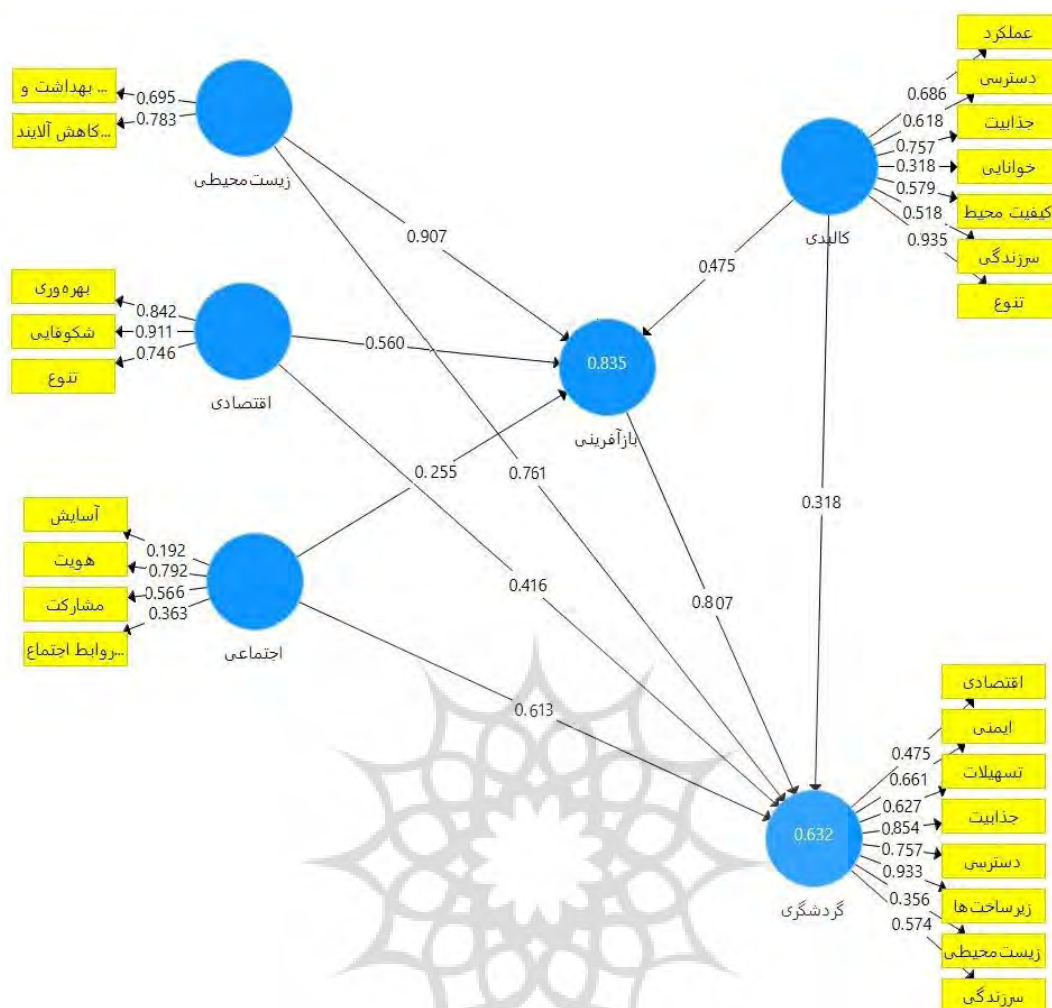 بهداشت و ...
0.695
کاهش آلایند...
0.783
زیست‌محیطی
بهره‌وری
0.842
شکوفایی
0.911
تنوع
0.746
اقتصادی
آسایش
0.192
هویت
0.792
مشارکت
0.566
روابط اجتماع...
0.363
اجتماعی
0.907
0.560
0.255
0.475
0.835
بازآفرینی
0.761
0.416
0.613
0.807
0.318
عملکرد
0.686
دسترسی
0.618
جذابیت
0.757
خوانایی
0.318
کیفیت محیط
0.579
سرزندگی
0.518
تنوع
0.935
کالبدی
0.632
گردشگری
اقتصادی
0.475
ایمنی
0.661
تسهیلات
0.627
جذابیت
0.854
دسترسی
0.757
زیرساخت‌ها
0.933
زیست‌محیطی
0.356
سرزندگی
0.574